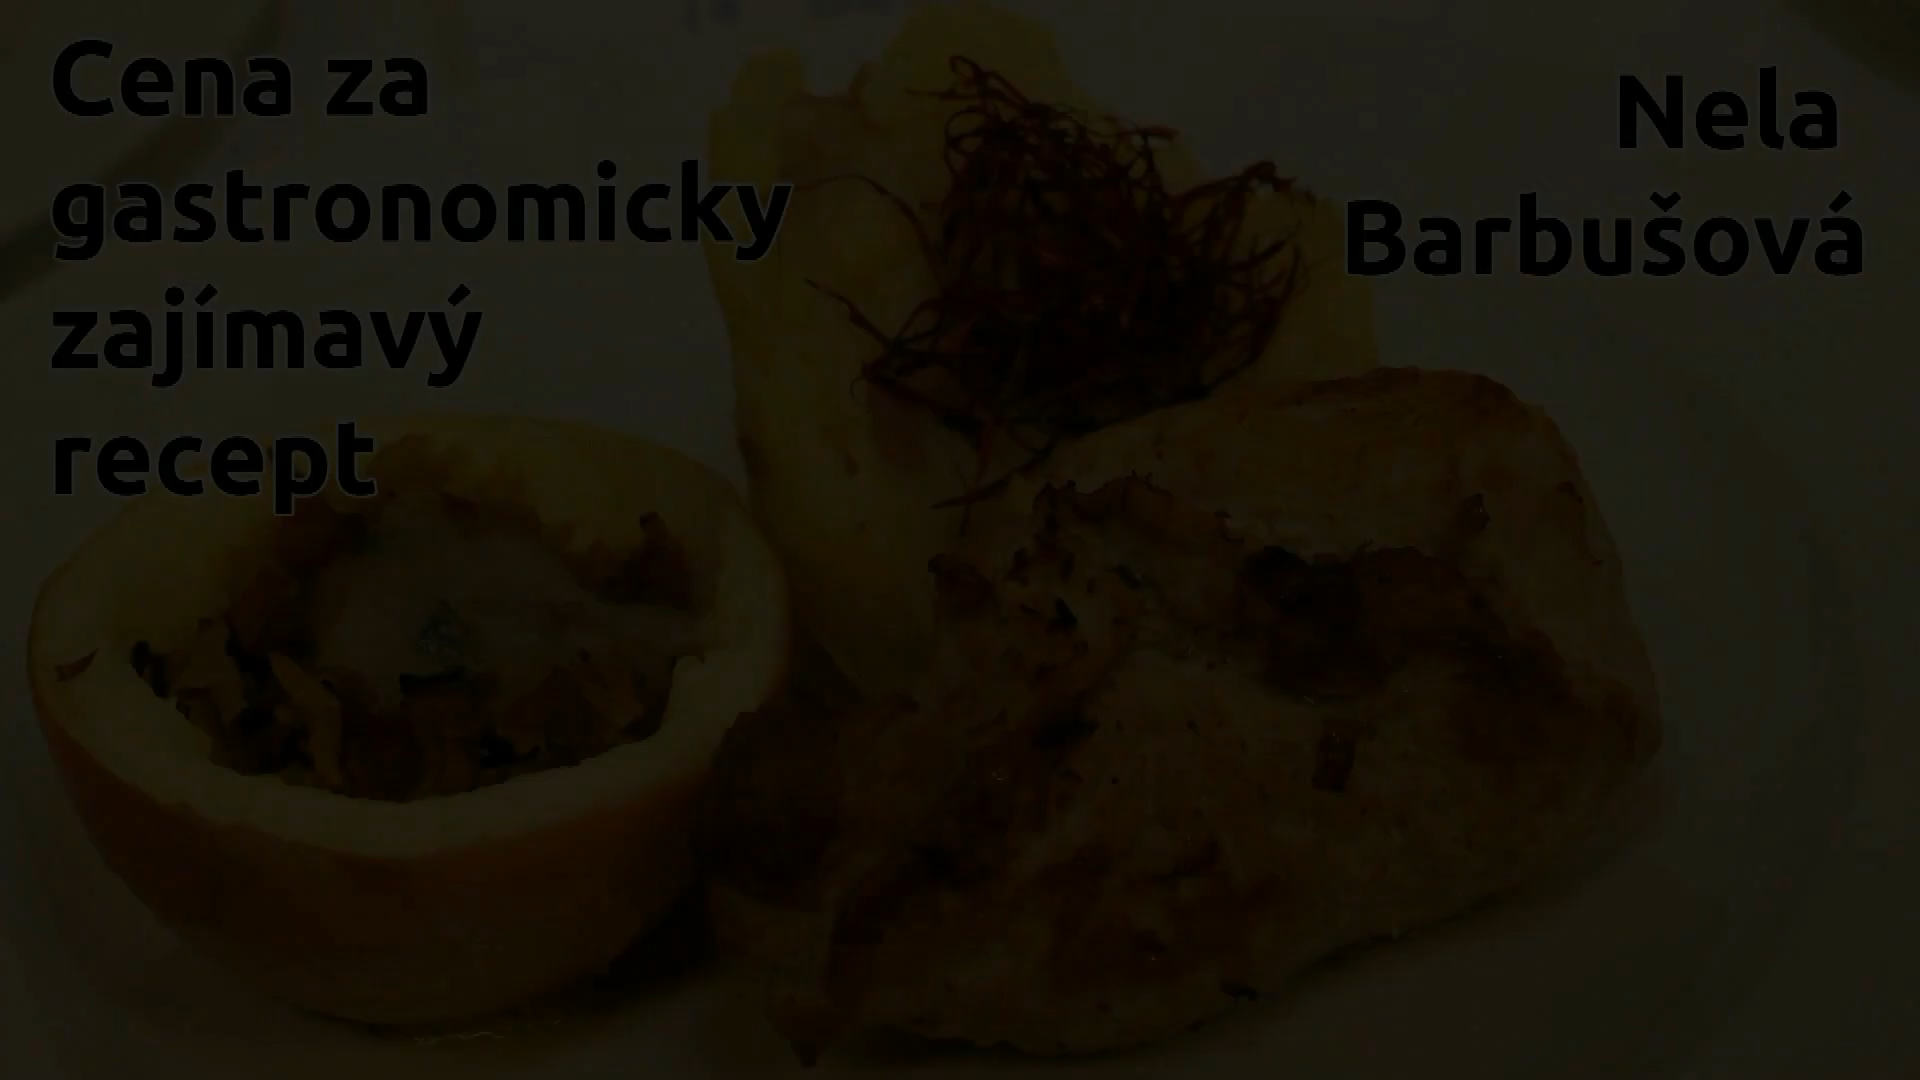 Cena za
gastronomicky
zajímavý
recept
Nela
Barbušová